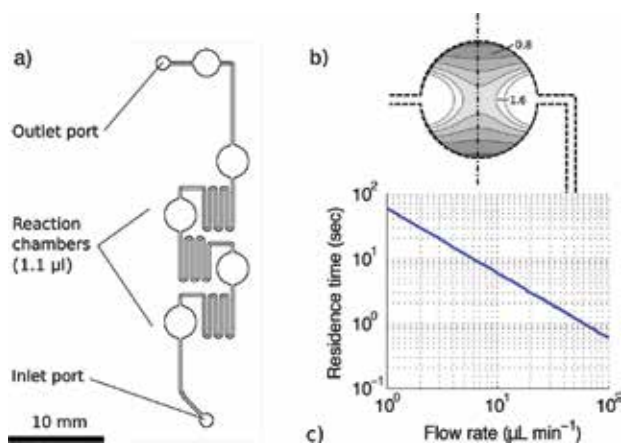 a)
Outlet port
Reaction
chambers
(1.1 µl)
Inlet port
10 mm
b)
0.8
1.6
10²
10¹
10⁰
10⁻¹
Residence time (sec)
10⁰
10¹
10²
c)
Flow rate (µL min⁻¹)